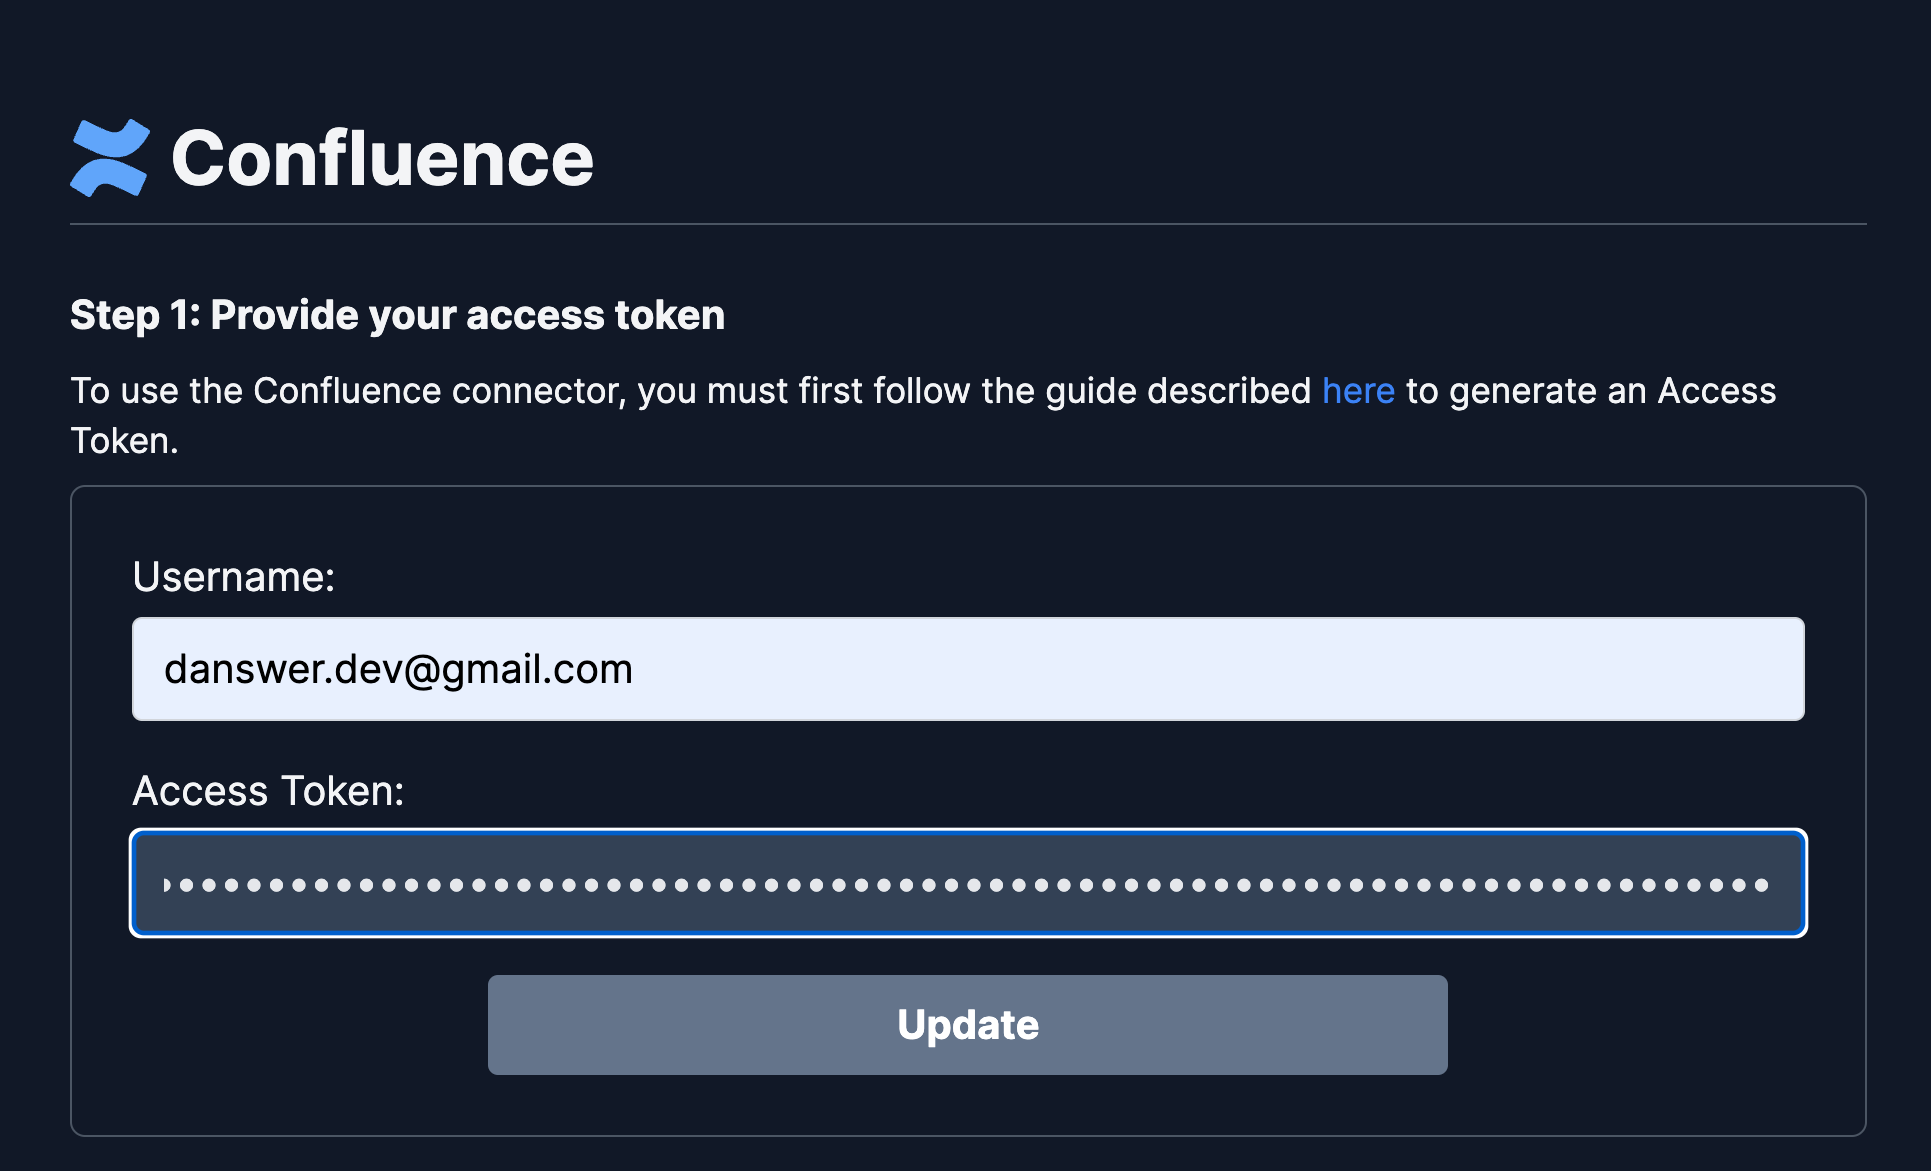 Confluence
Step 1: Provide your access token
To use the Confluence connector, you must first follow the guide described here to generate an Access
Token.
Username:
danswer.dev@gmail.com
Access Token:
Update